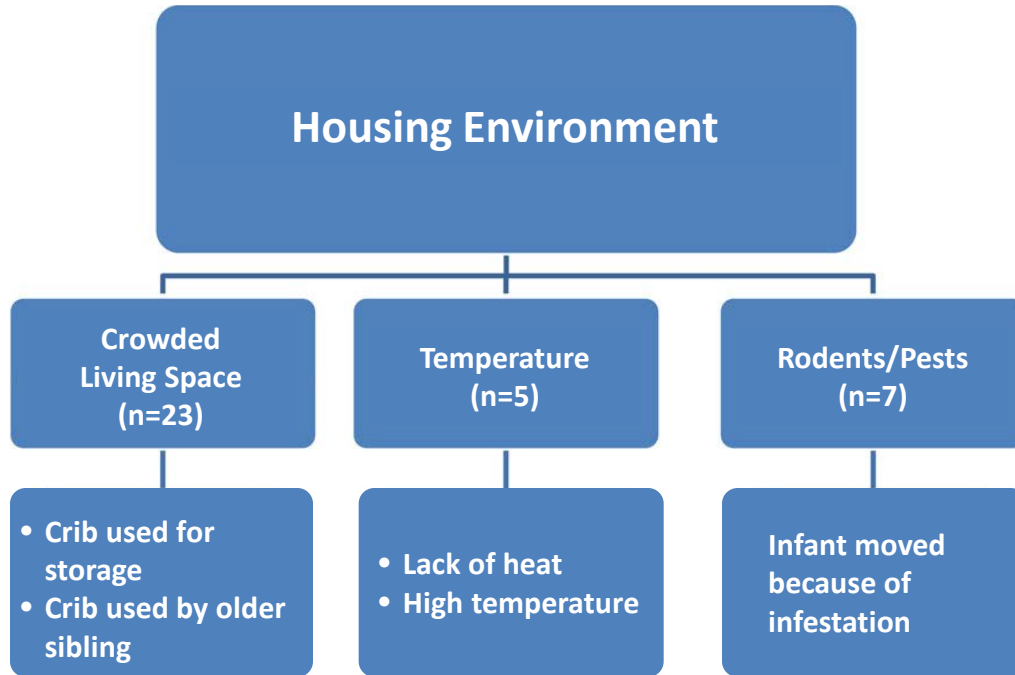 Housing Environment
Crowded
Living Space
(n=23)
Temperature
(n=5)
Rodents/Pests
(n=7)
• Crib used for
storage
• Crib used by older
sibling
• Lack of heat
• High temperature
Infant moved
because of
infestation